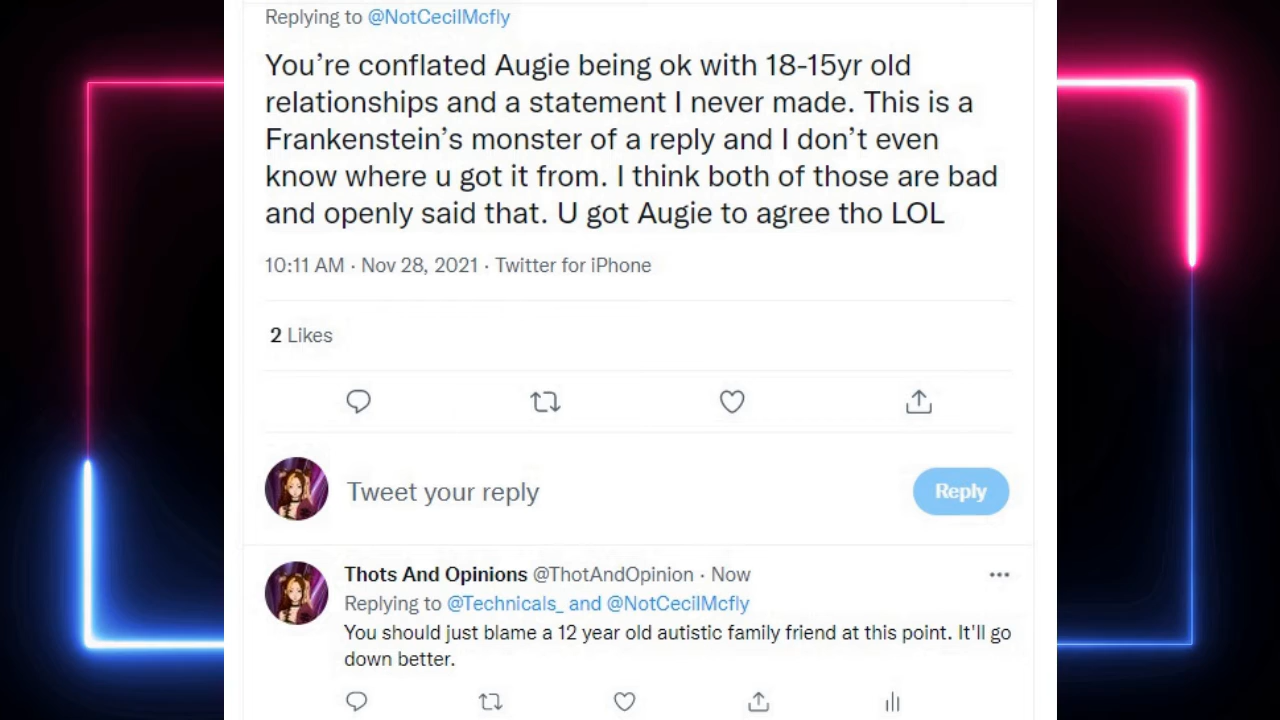 Replying to @NotCecilMcfly
You’re conflated Augie being ok with 18-15yr old
relationships and a statement I never made. This is a
Frankenstein’s monster of a reply and I don’t even
know where u got it from. I think both of those are bad
and openly said that. U got Augie to agree tho LOL
10:11 AM · Nov 28, 2021 · Twitter for iPhone
2 Likes
Tweet your reply
Reply
Thots And Opinions @ThotAndOpinion · Now
Replying to @Technicals_ and @NotCecilMcfly
You should just blame a 12 year old autistic family friend at this point. It'll go
down better.